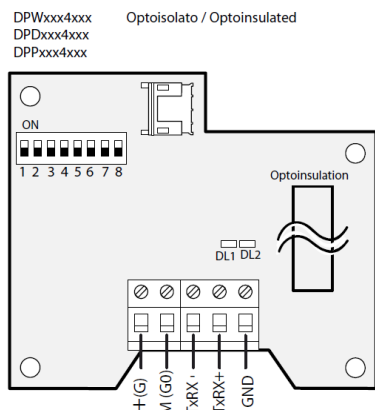 DPWxxx4xxx Optoisolato / Optoinsulated
DPDxxx4xxx
DPPxxx4xxx
ON
1 2 3 4 5 6 7 8
Optoinsulation
DL1 DL2
(G)
(G0)
TxRX -
TxRX+
GND